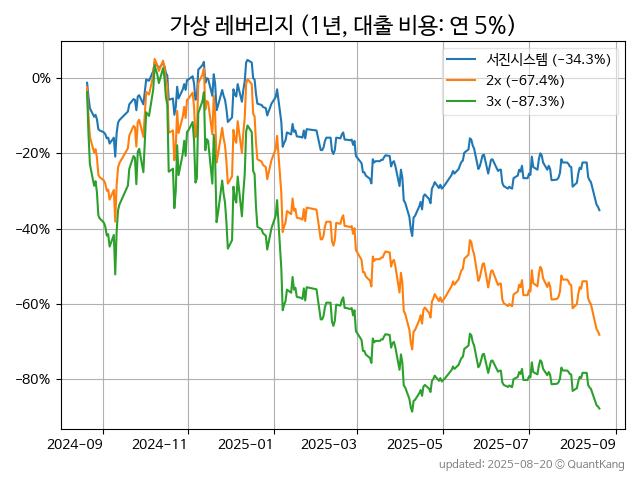 가상 레버리지 (1년, 대출 비용: 연 5%)
서진시스템 (−34.3%)
2x (−67.4%)
3x (−87.3%)
0%
−20%
−40%
−60%
−80%
2024-09 2024-11 2025-01 2025-03 2025-05 2025-07 2025-09
updated: 2025-08-20 © QuantKang